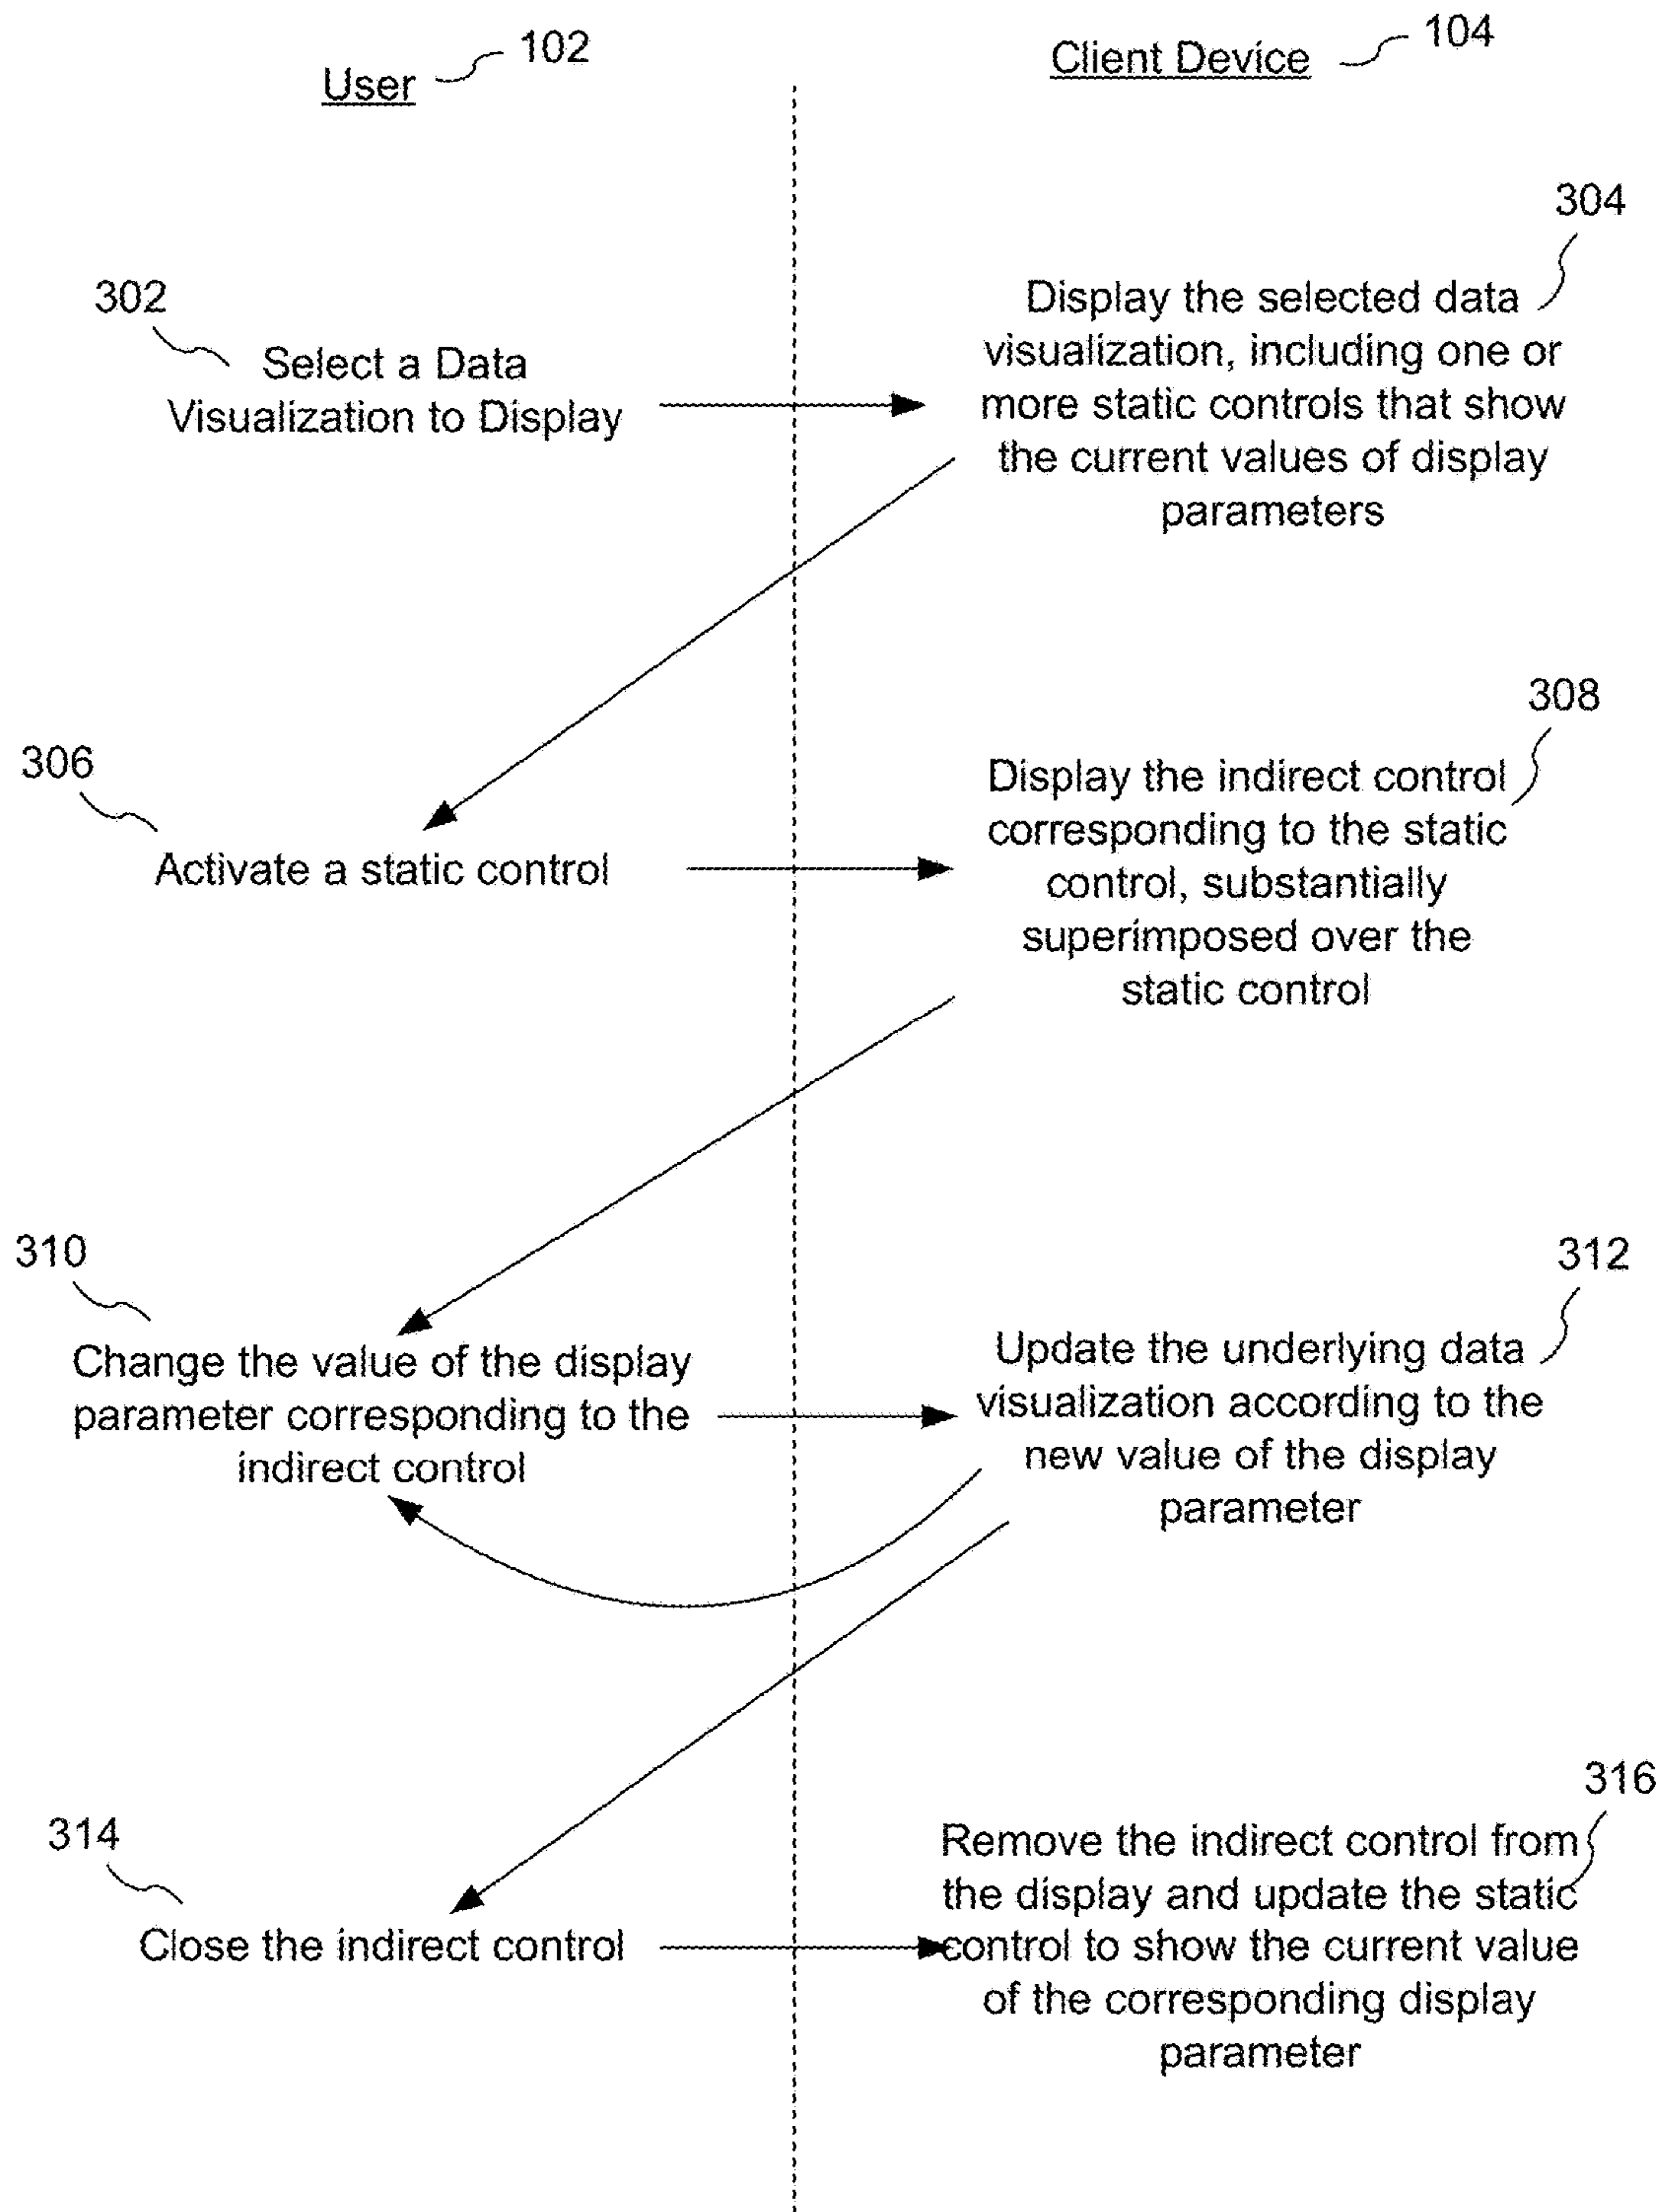 User
102
Client Device
104
302
Select a Data
Visualization to Display
304
Display the selected data
visualization, including one or
more static controls that show
the current values of display
parameters
306
Activate a static control
308
Display the indirect control
corresponding to the static
control, substantially
superimposed over the
static control
310
Change the value of the display
parameter corresponding to the
indirect control
312
Update the underlying data
visualization according to the
new value of the display
parameter
314
Close the indirect control
316
Remove the indirect control from
the display and update the static
control to show the current value
of the corresponding display
parameter